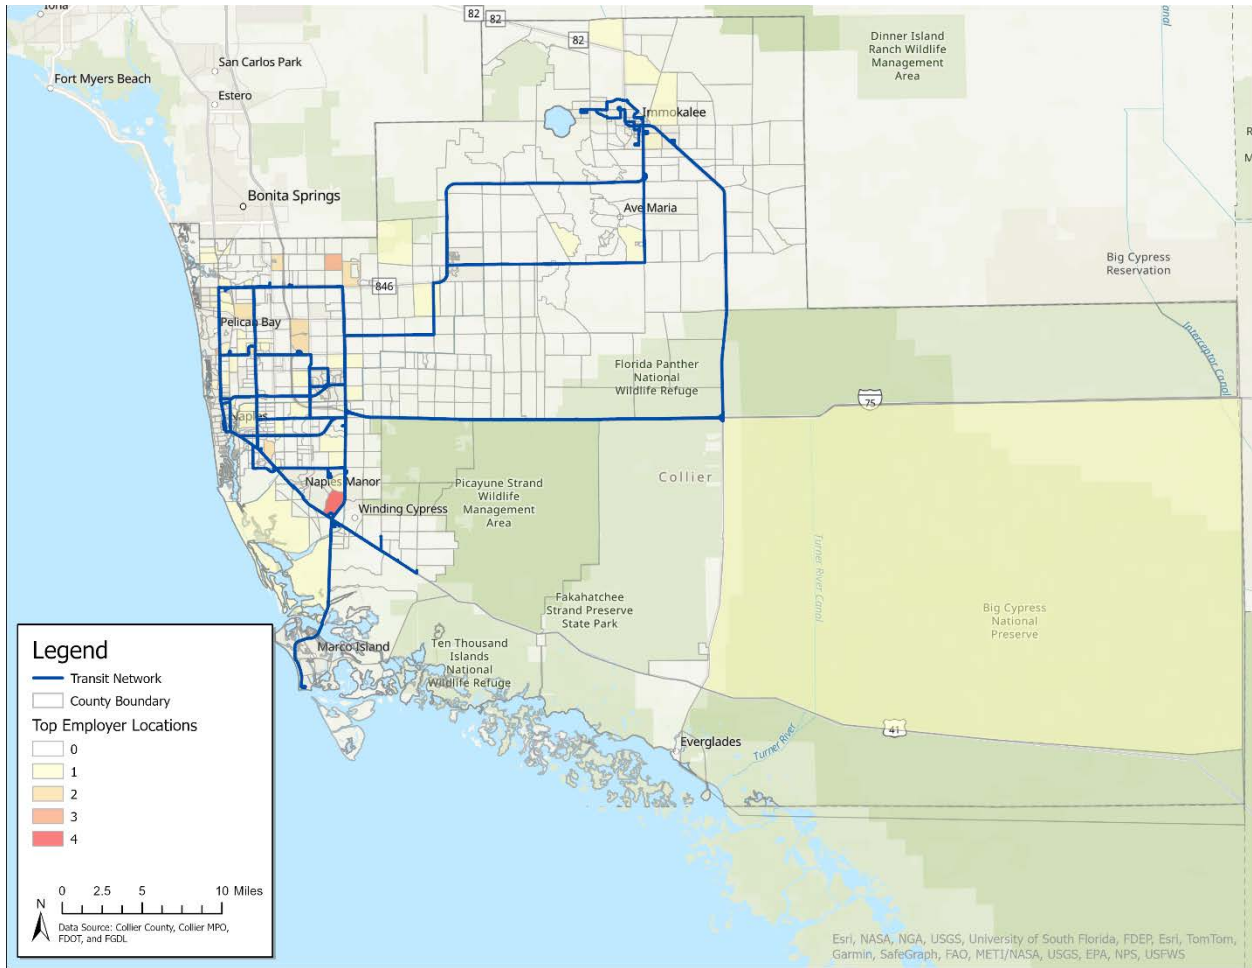 Iona
82
82
82
Dinner Island
Ranch Wildlife
Management
Area
Canal
San Carlos Park
Fort Myers Beach
Estero
Immokalee
Bonita Springs
Ave Maria
Big Cypress
Reservation
846
Pelican Bay
Interceptor Canal
Florida Panther
National
Wildlife Refuge
75
Naples
Naples Manor
Picayune Strand
Wildlife
Management
Area
Collier
Winding Cypress
Turner River Canal
Fakahatchee
Strand Preserve
State Park
Big Cypress
National
Preserve
Marco Island
Ten Thousand
Islands
National
Wildlife Refuge
41
Everglades
Turner River
Legend
Transit Network
County Boundary
Top Employer Locations
0
1
2
3
4
0 2.5 5 10 Miles
N
Data Source: Collier County, Collier MPO,
FDOT, and FGDL
Esri, NASA, NGA, USGS, University of South Florida, FDEP, Esri, TomTom,
Garmin, SafeGraph, FAO, METI/NASA, USGS, EPA, NPS, USFWS